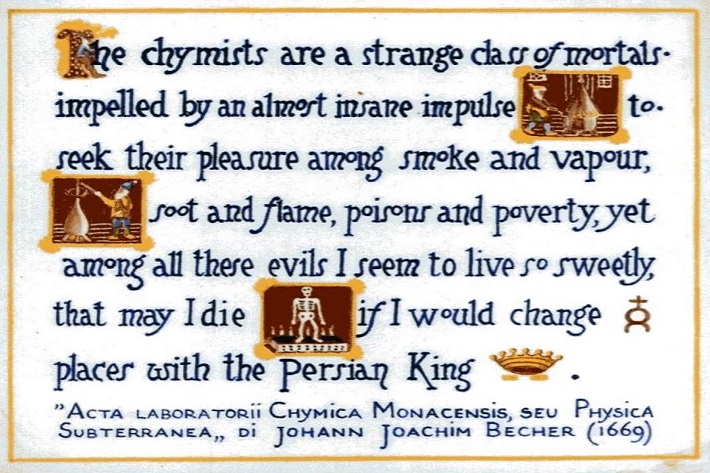 The chymists are a strange class of mortals.
impelled by an almost insane impulse to.
seek their pleasure among smoke and vapour,
soot and flame, poisons and poverty, yet
among all these evils I seem to live so sweetly,
that may I die if I would change
places with the Persian King .
"ACTA LABORATORII CHYMICA MONACENSIS, SEU PHYSICA
SUBTERRANEA„ DI JOHANN JOACHIM BECHER (1669)